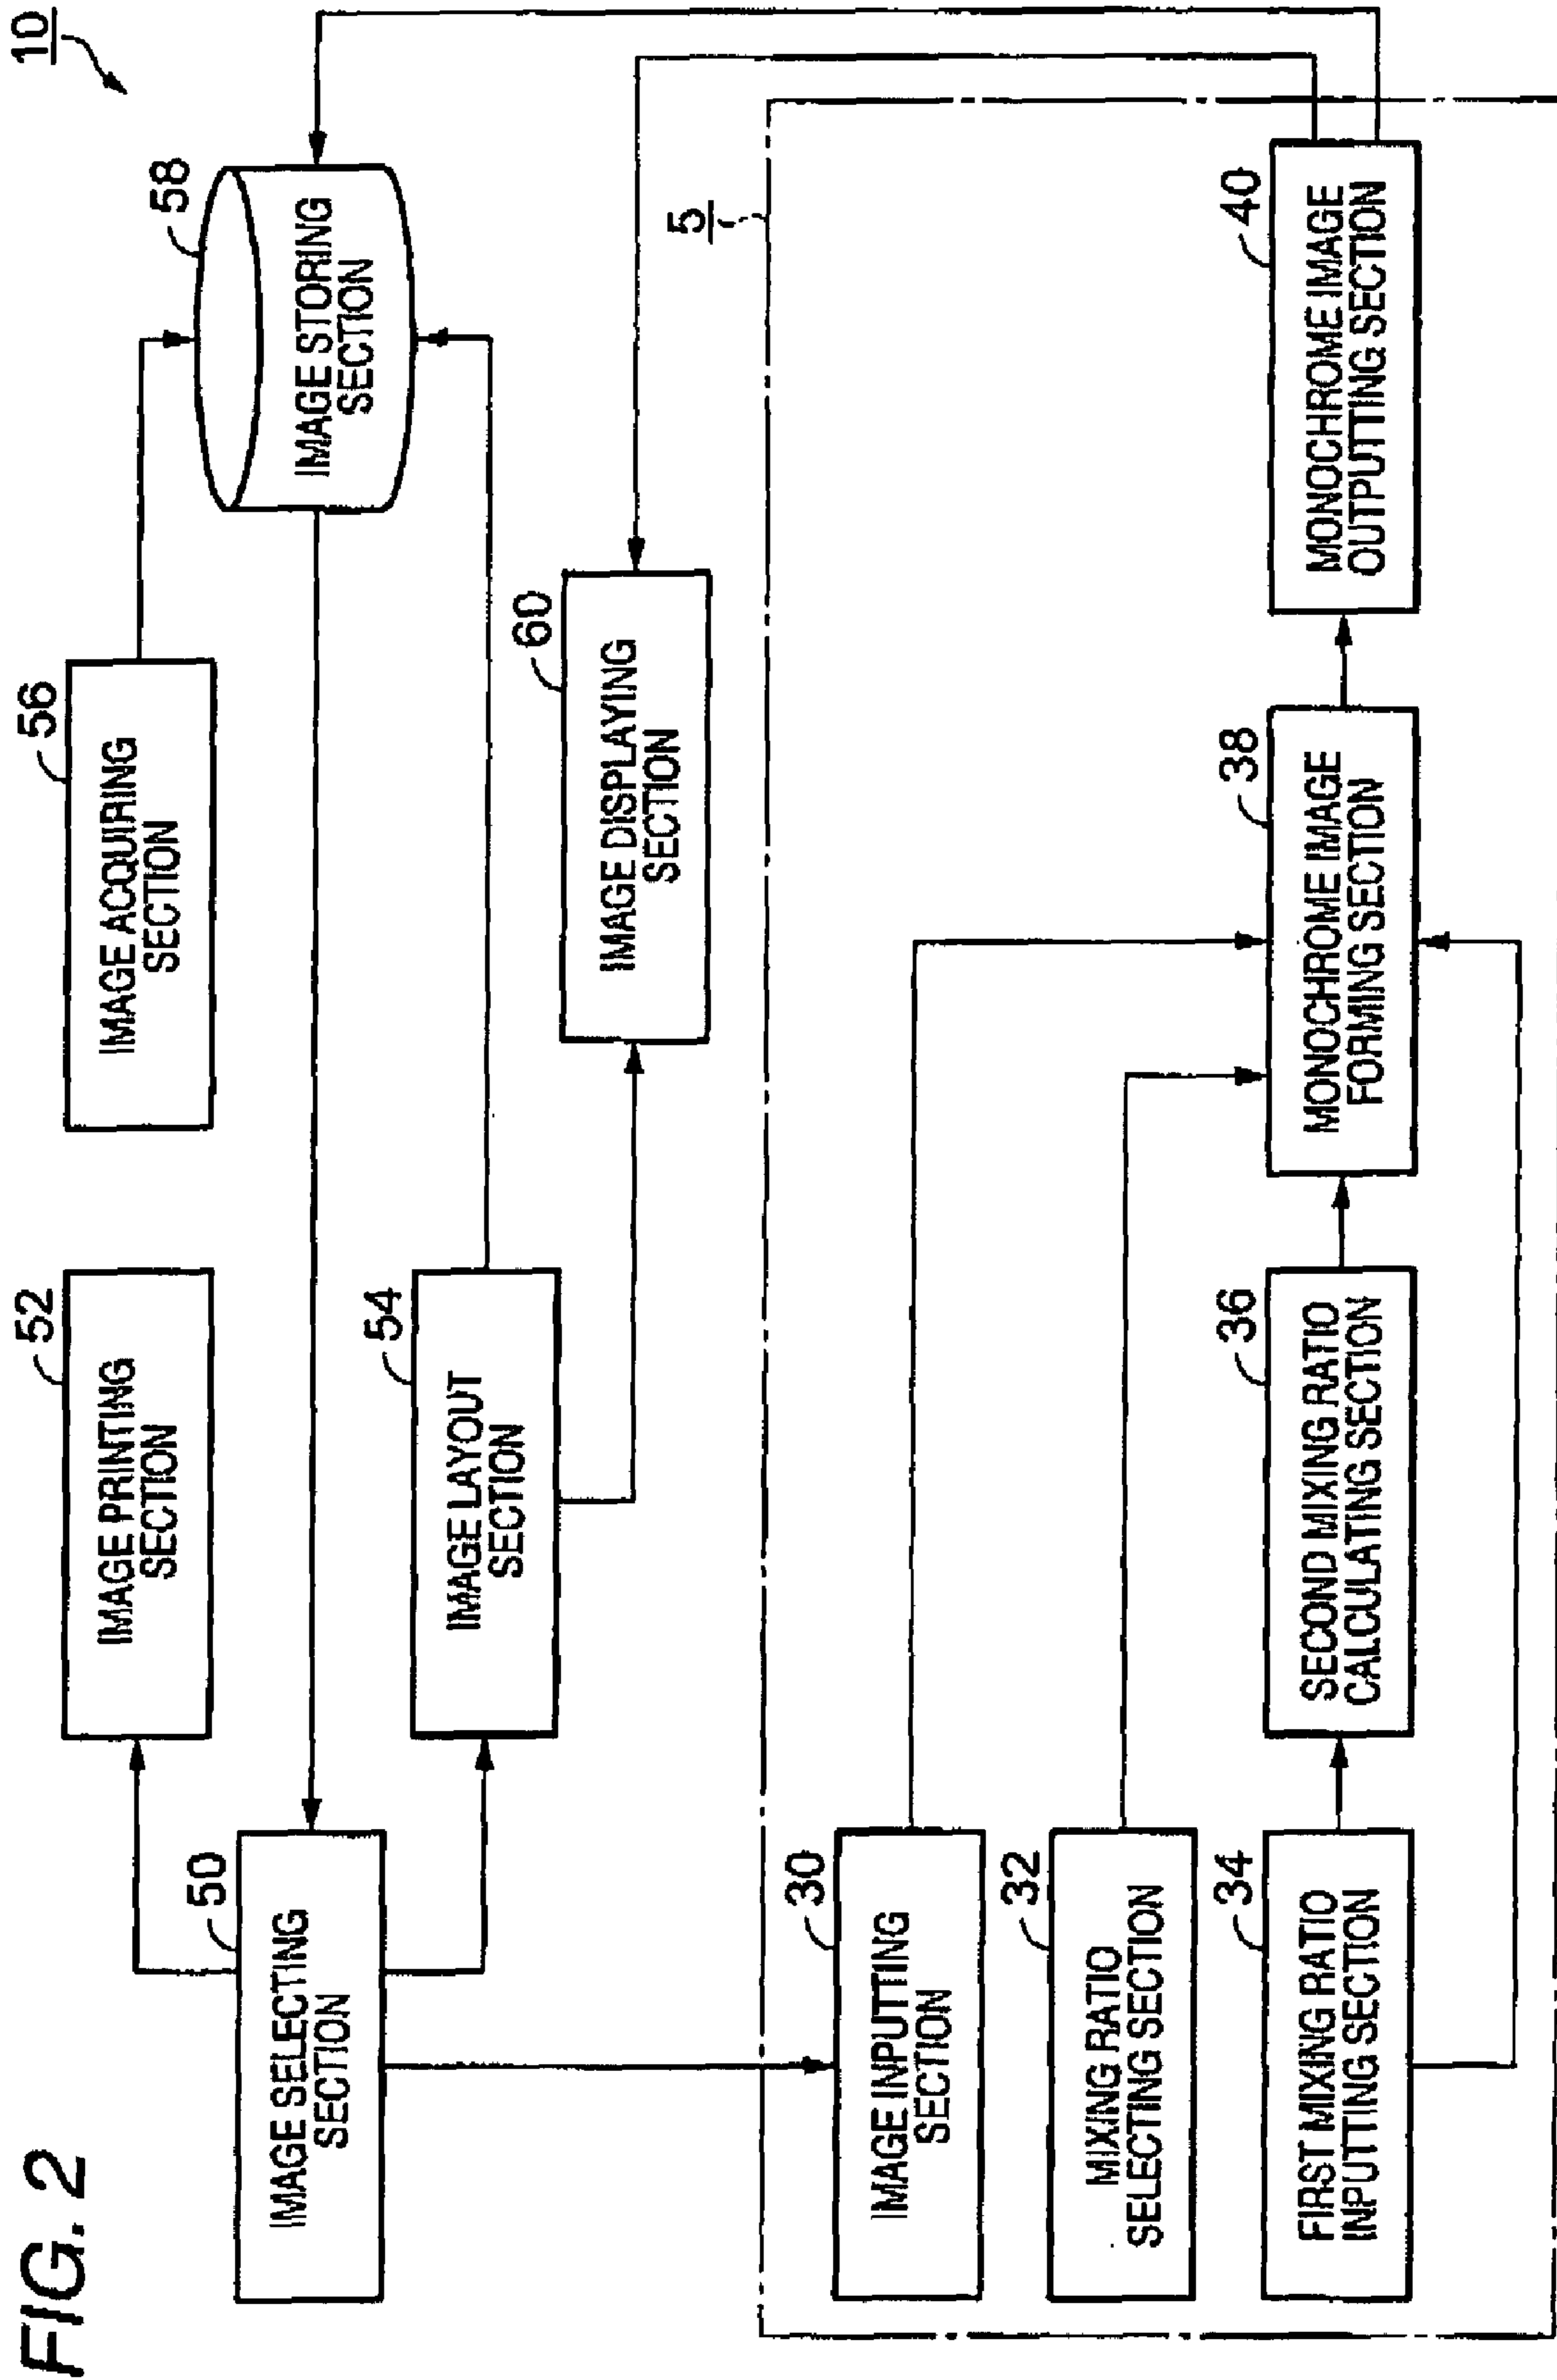 FIG. 2
10
52
IMAGE PRINTING
SECTION
56
IMAGE ACQUIRING
SECTION
50
IMAGE SELECTING
SECTION
58
IMAGE STORING
SECTION
54
IMAGE LAYOUT
SECTION
60
IMAGE DISPLAYING
SECTION
5
30
IMAGE INPUTTING
SECTION
32
MIXING RATIO
SELECTING SECTION
34
FIRST MIXING RATIO
INPUTTING SECTION
36
SECOND MIXING RATIO
CALCULATING SECTION
38
MONOCHROME IMAGE
FORMING SECTION
40
MONOCHROME IMAGE
OUTPUTTING SECTION